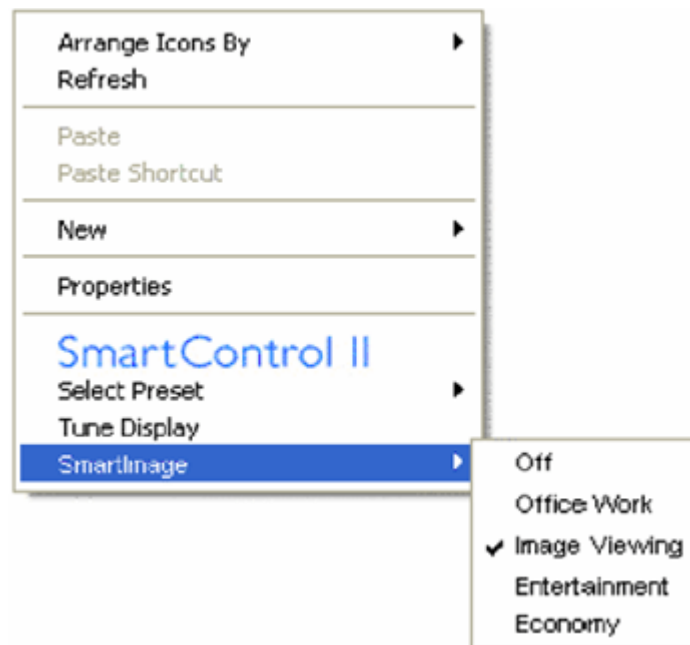 Arrange Icons By
Refresh
Paste
Paste Shortcut
New
Properties
SmartControl II
Select Preset
Tune Display
SmartImage
Off
Office Work
Image Viewing
Entertainment
Economy